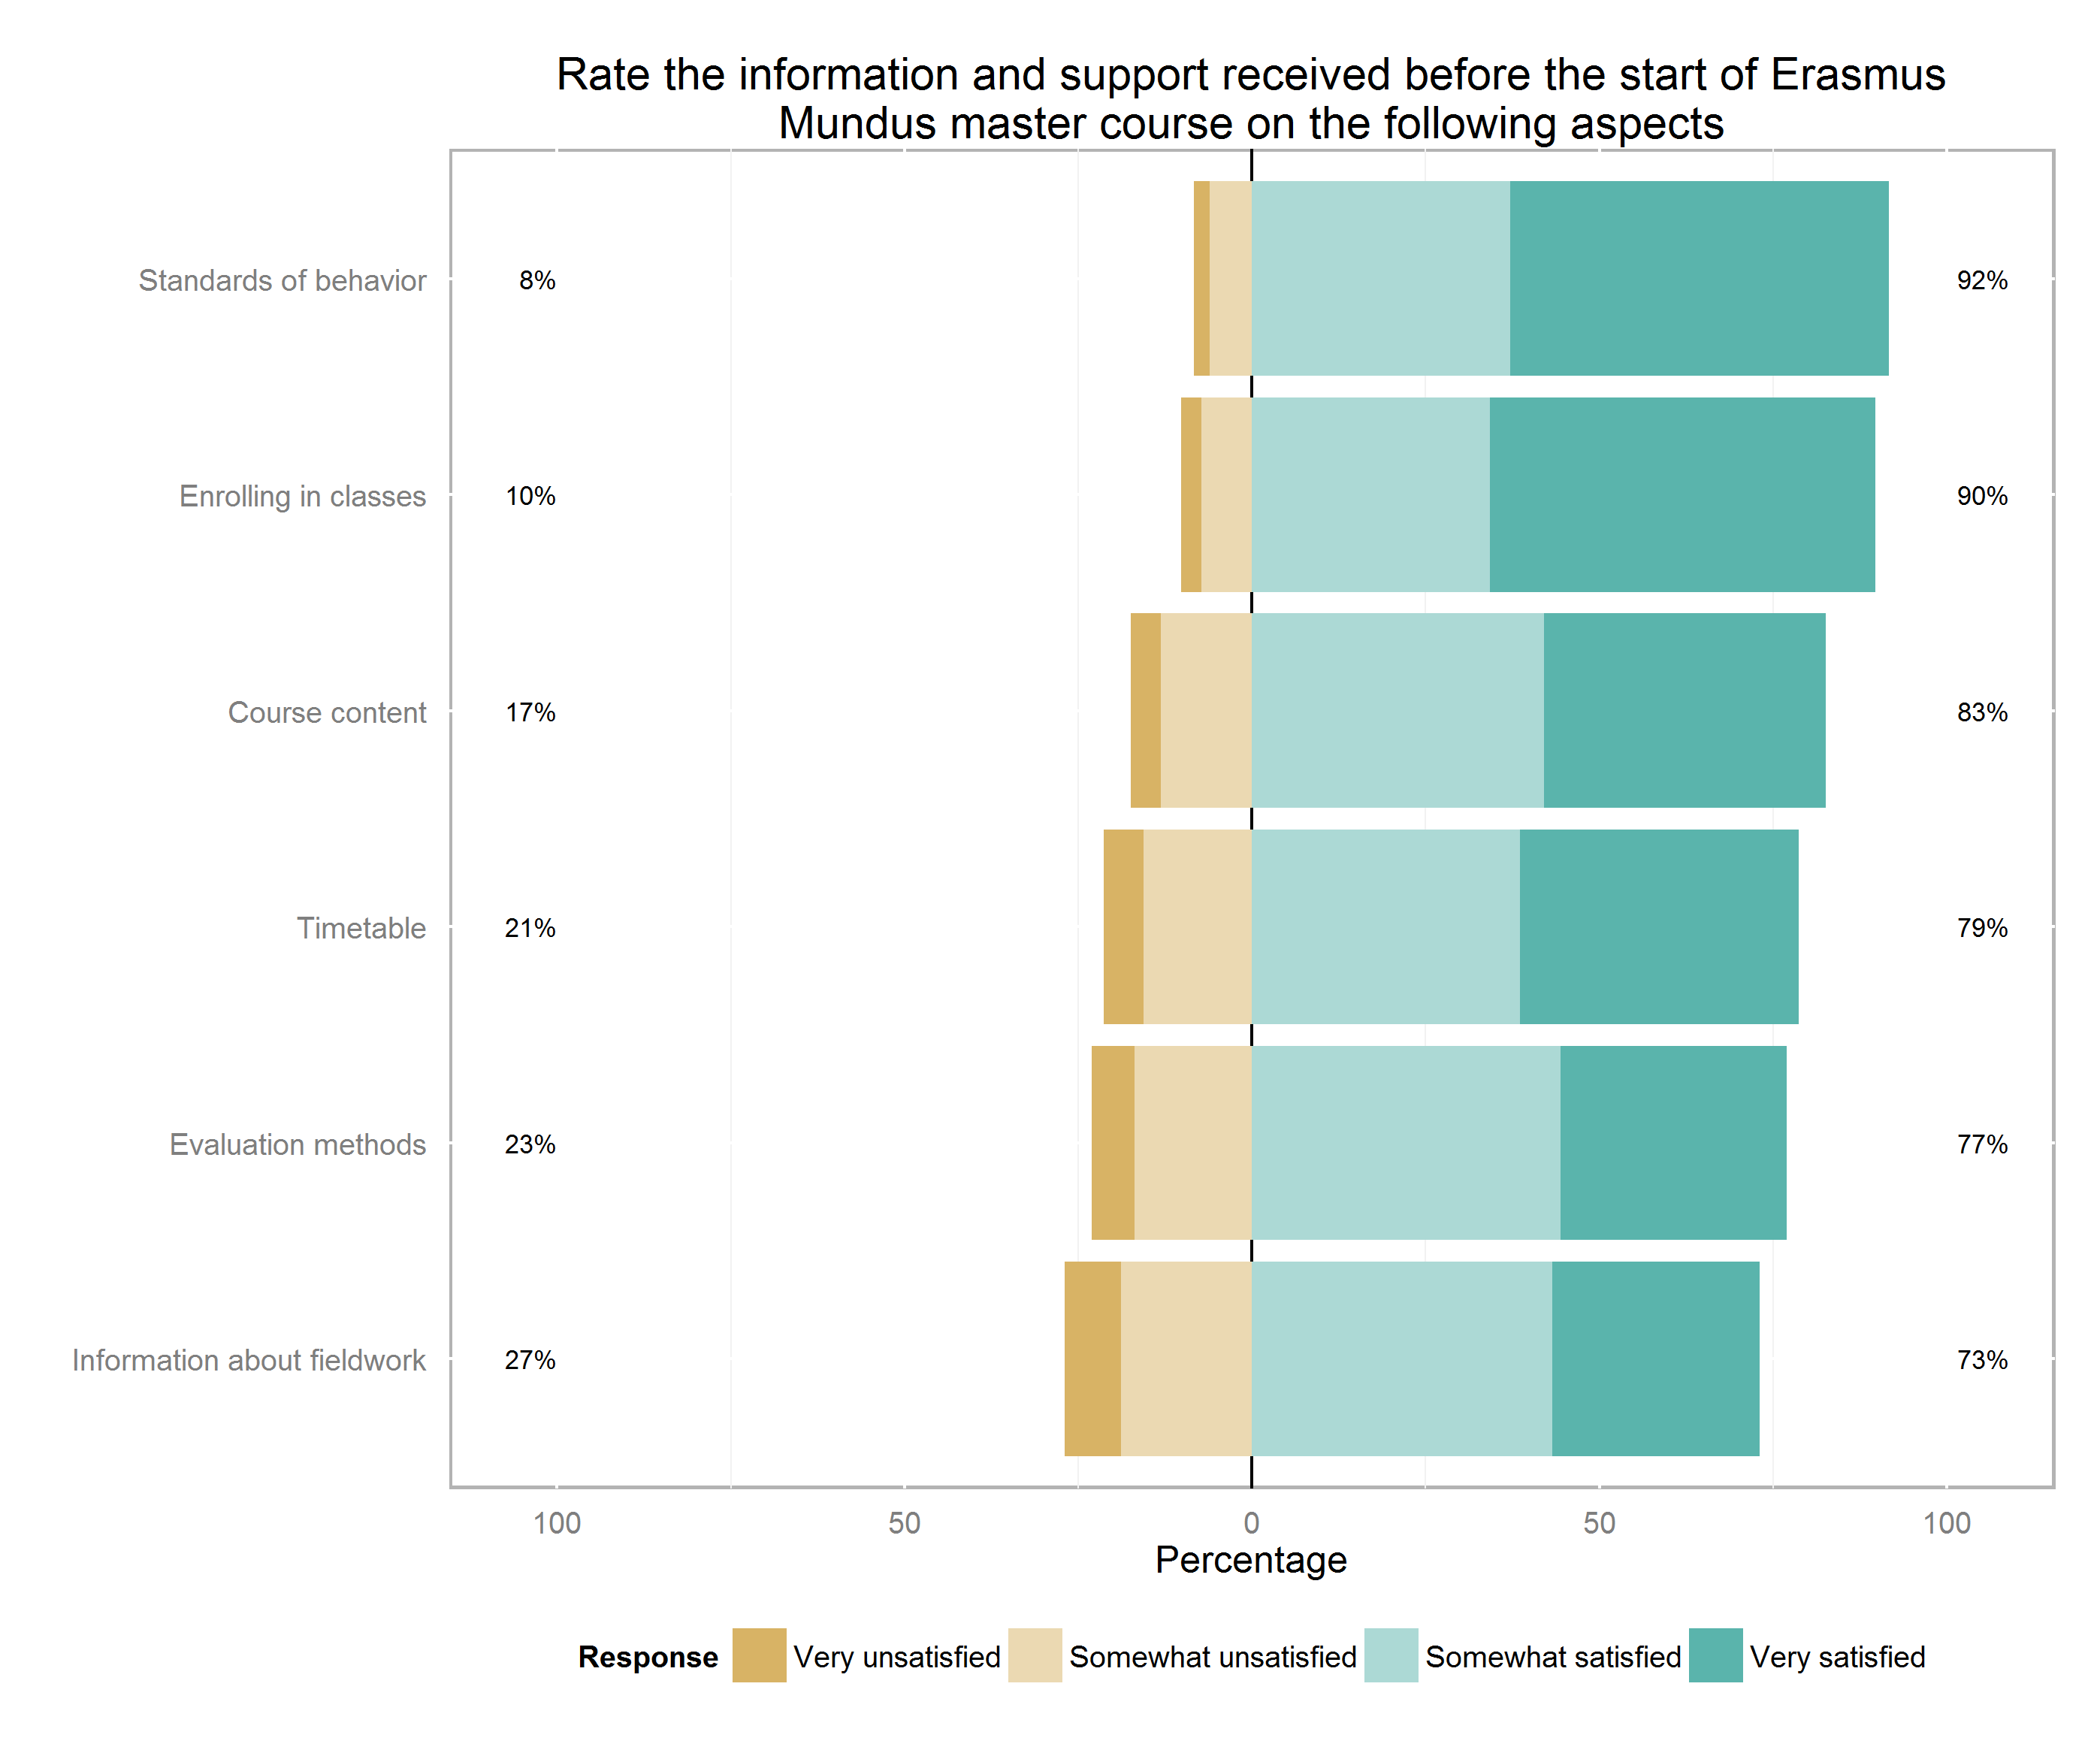 Rate the information and support received before the start of Erasmus
Mundus master course on the following aspects
Standards of behavior 8% 92%
Enrolling in classes 10% 90%
Course content 17% 83%
Timetable 21% 79%
Evaluation methods 23% 77%
Information about fieldwork 27% 73%
100 50 0 50 100
Percentage
Response Very unsatisfied Somewhat unsatisfied Somewhat satisfied Very satisfied